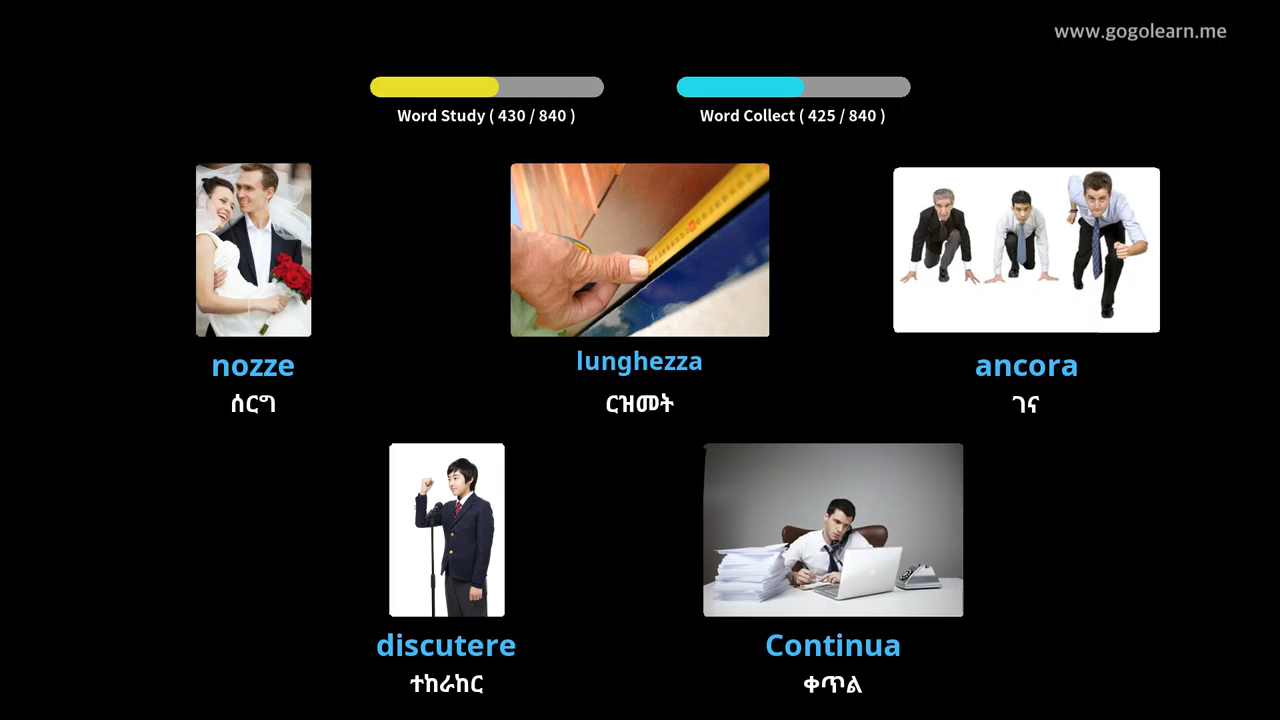 www.gogolearn.me
Word Study ( 430 / 840 )
Word Collect ( 425 / 840 )
nozze
ሰርግ
lunghezza
ርዝመት
ancora
ገና
discutere
ተከራከር
Continua
ቀጥል